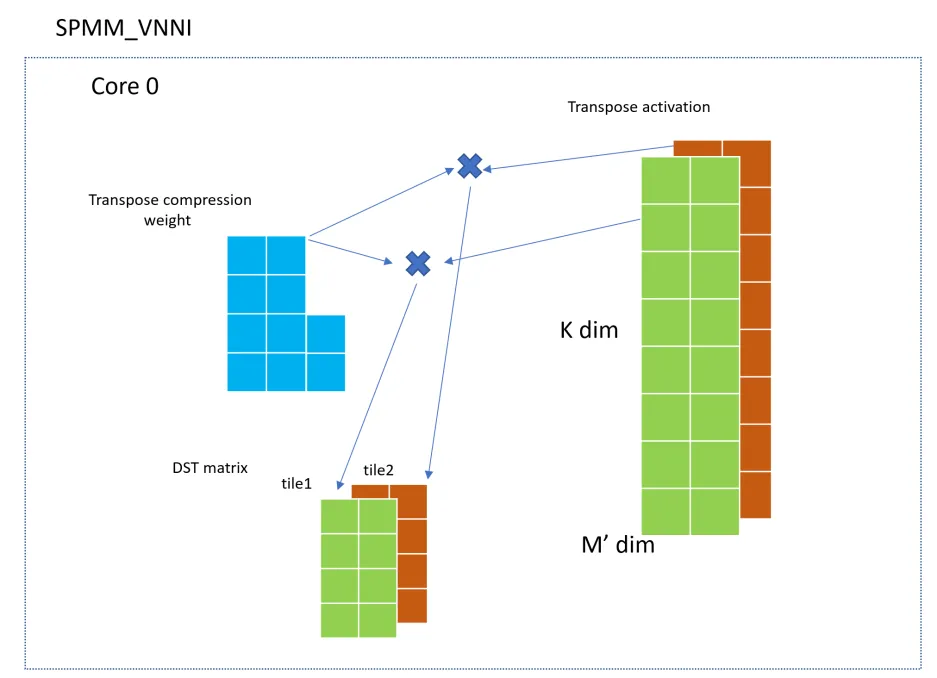 SPMM_VNNI
Core 0
Transpose activation
Transpose compression
weight
K dim
DST matrix
tile1
tile2
M’ dim